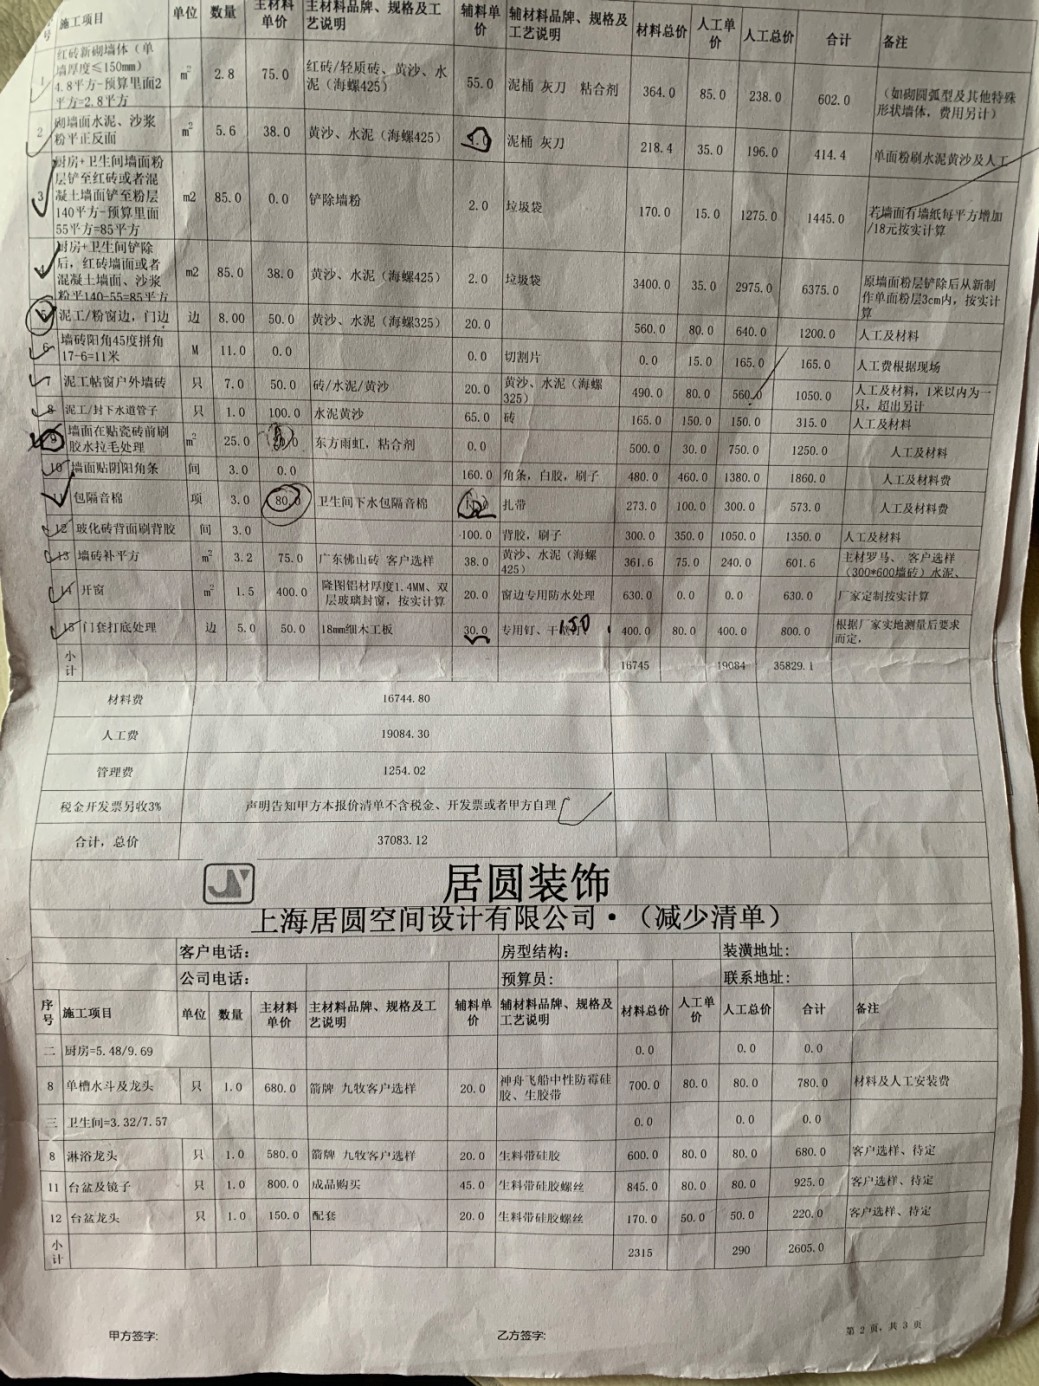 号 施工项目 单位 数量 主材料单价 主材料品牌、规格及工艺说明 辅料单价 辅材料品牌、规格及工艺说明 材料总价 人工单价 人工总价 合计 备注
1 红砖新砌墙体（单墙厚度≤150mm）4.8平方-预算里面2平方=2.8平方 m² 2.8 75.0 红砖/轻质砖、黄沙、水泥（海螺425） 55.0 泥桶 灰刀 粘合剂 364.0 85.0 238.0 602.0 （如砌圆弧型及其他特殊形状墙体，费用另计）
2 砌墙面水泥、沙浆粉平正反面 m² 5.6 38.0 黄沙、水泥（海螺425） 泥桶 灰刀 218.4 35.0 196.0 414.4 单面粉刷水泥黄沙及人工
3 厨房+卫生间墙面粉层铲至红砖或者混凝土墙面铲至粉层140平方-预算里面55平方=85平方 m2 85.0 0.0 铲除墙粉 2.0 垃圾袋 170.0 15.0 1275.0 1445.0 若墙面有墙纸每平方增加/18元按实计算
厨房+卫生间铲除后，红砖墙面或者混凝土墙面、沙浆粉平140-55=85平方 m2 85.0 38.0 黄沙、水泥（海螺425） 2.0 垃圾袋 3400.0 35.0 2975.0 6375.0 原墙面粉层铲除后从新制作单面粉层3cm内，按实计算
5 泥工/粉窗边，门边 边 8.00 50.0 黄沙、水泥（海螺325） 20.0 560.0 80.0 640.0 1200.0 人工及材料
6 墙砖阳角45度拼角17-6=11米 M 11.0 0.0 0.0 切割片 0.0 15.0 165.0 165.0 人工费根据现场
7 泥工帖窗户外墙砖 只 7.0 50.0 砖/水泥/黄沙 20.0 黄沙、水泥（海螺325） 490.0 80.0 560.0 1050.0 人工及材料，1米以内为一只，超出另计
8 泥工/封下水道管子 只 1.0 100.0 水泥黄沙 65.0 砖 165.0 150.0 150.0 315.0 人工及材料
9 墙面在贴瓷砖前刷胶水拉毛处理 m² 25.0 东方雨虹，粘合剂 0.0 500.0 30.0 750.0 1250.0 人工及材料
10 墙面贴阴阳角条 间 3.0 0.0 160.0 角条，白胶，刷子 480.0 460.0 1380.0 1860.0 人工及材料费
包隔音棉 项 3.0 80.0 卫生间下水包隔音棉 扎带 273.0 100.0 300.0 573.0 人工及材料费
12 玻化砖背面刷背胶 间 3.0 100.0 背胶，刷子 300.0 350.0 1050.0 1350.0 人工及材料
13 墙砖补平方 m² 3.2 75.0 广东佛山砖 客户选样 38.0 黄沙、水泥（海螺425） 361.6 75.0 240.0 601.6 主材罗马、客户选样（300*600墙砖）水泥、
14 开窗 m² 1.5 400.0 隆图铝材厚度1.4MM、双层玻璃封窗，按实计算 20.0 窗边专用防水处理 630.0 0.0 0.0 630.0 厂家定制按实计算
15 门套打底处理 边 5.0 50.0 18mm细木工板 30.0 专用钉、干 150 400.0 80.0 400.0 800.0 根据厂家实地测量后要求而定，
小计 16745 19084 35829.1
材料费 16744.80
人工费 19084.30
管理费 1254.02
税金开发票另收3% 声明告知甲方本报价清单不含税金、开发票或者甲方自理
合计，总价 37083.12
JY 居圆装饰
上海居圆空间设计有限公司·（减少清单）
客户电话： 房型结构： 装潢地址：
公司电话： 预算员： 联系地址：
序号 施工项目 单位 数量 主材料单价 主材料品牌、规格及工艺说明 辅料单价 辅材料品牌、规格及工艺说明 材料总价 人工单价 人工总价 合计 备注
二 厨房=5.48/9.69 0.0 0.0 0.0
8 单槽水斗及龙头 只 1.0 680.0 箭牌 九牧客户选样 20.0 神舟飞船中性防霉硅胶、生胶带 700.0 80.0 80.0 780.0 材料及人工安装费
三 卫生间=3.32/7.57 0.0 0.0 0.0
8 淋浴龙头 只 1.0 580.0 箭牌 九牧客户选样 20.0 生料带硅胶 600.0 80.0 80.0 680.0 客户选样、待定
11 台盆及镜子 只 1.0 800.0 成品购买 45.0 生料带硅胶螺丝 845.0 80.0 80.0 925.0 客户选样、待定
12 台盆龙头 只 1.0 150.0 配套 20.0 生料带硅胶螺丝 170.0 50.0 50.0 220.0 客户选样、待定
小计 2315 290 2605.0
甲方签字: 乙方签字:
第 2 页，共 3 页